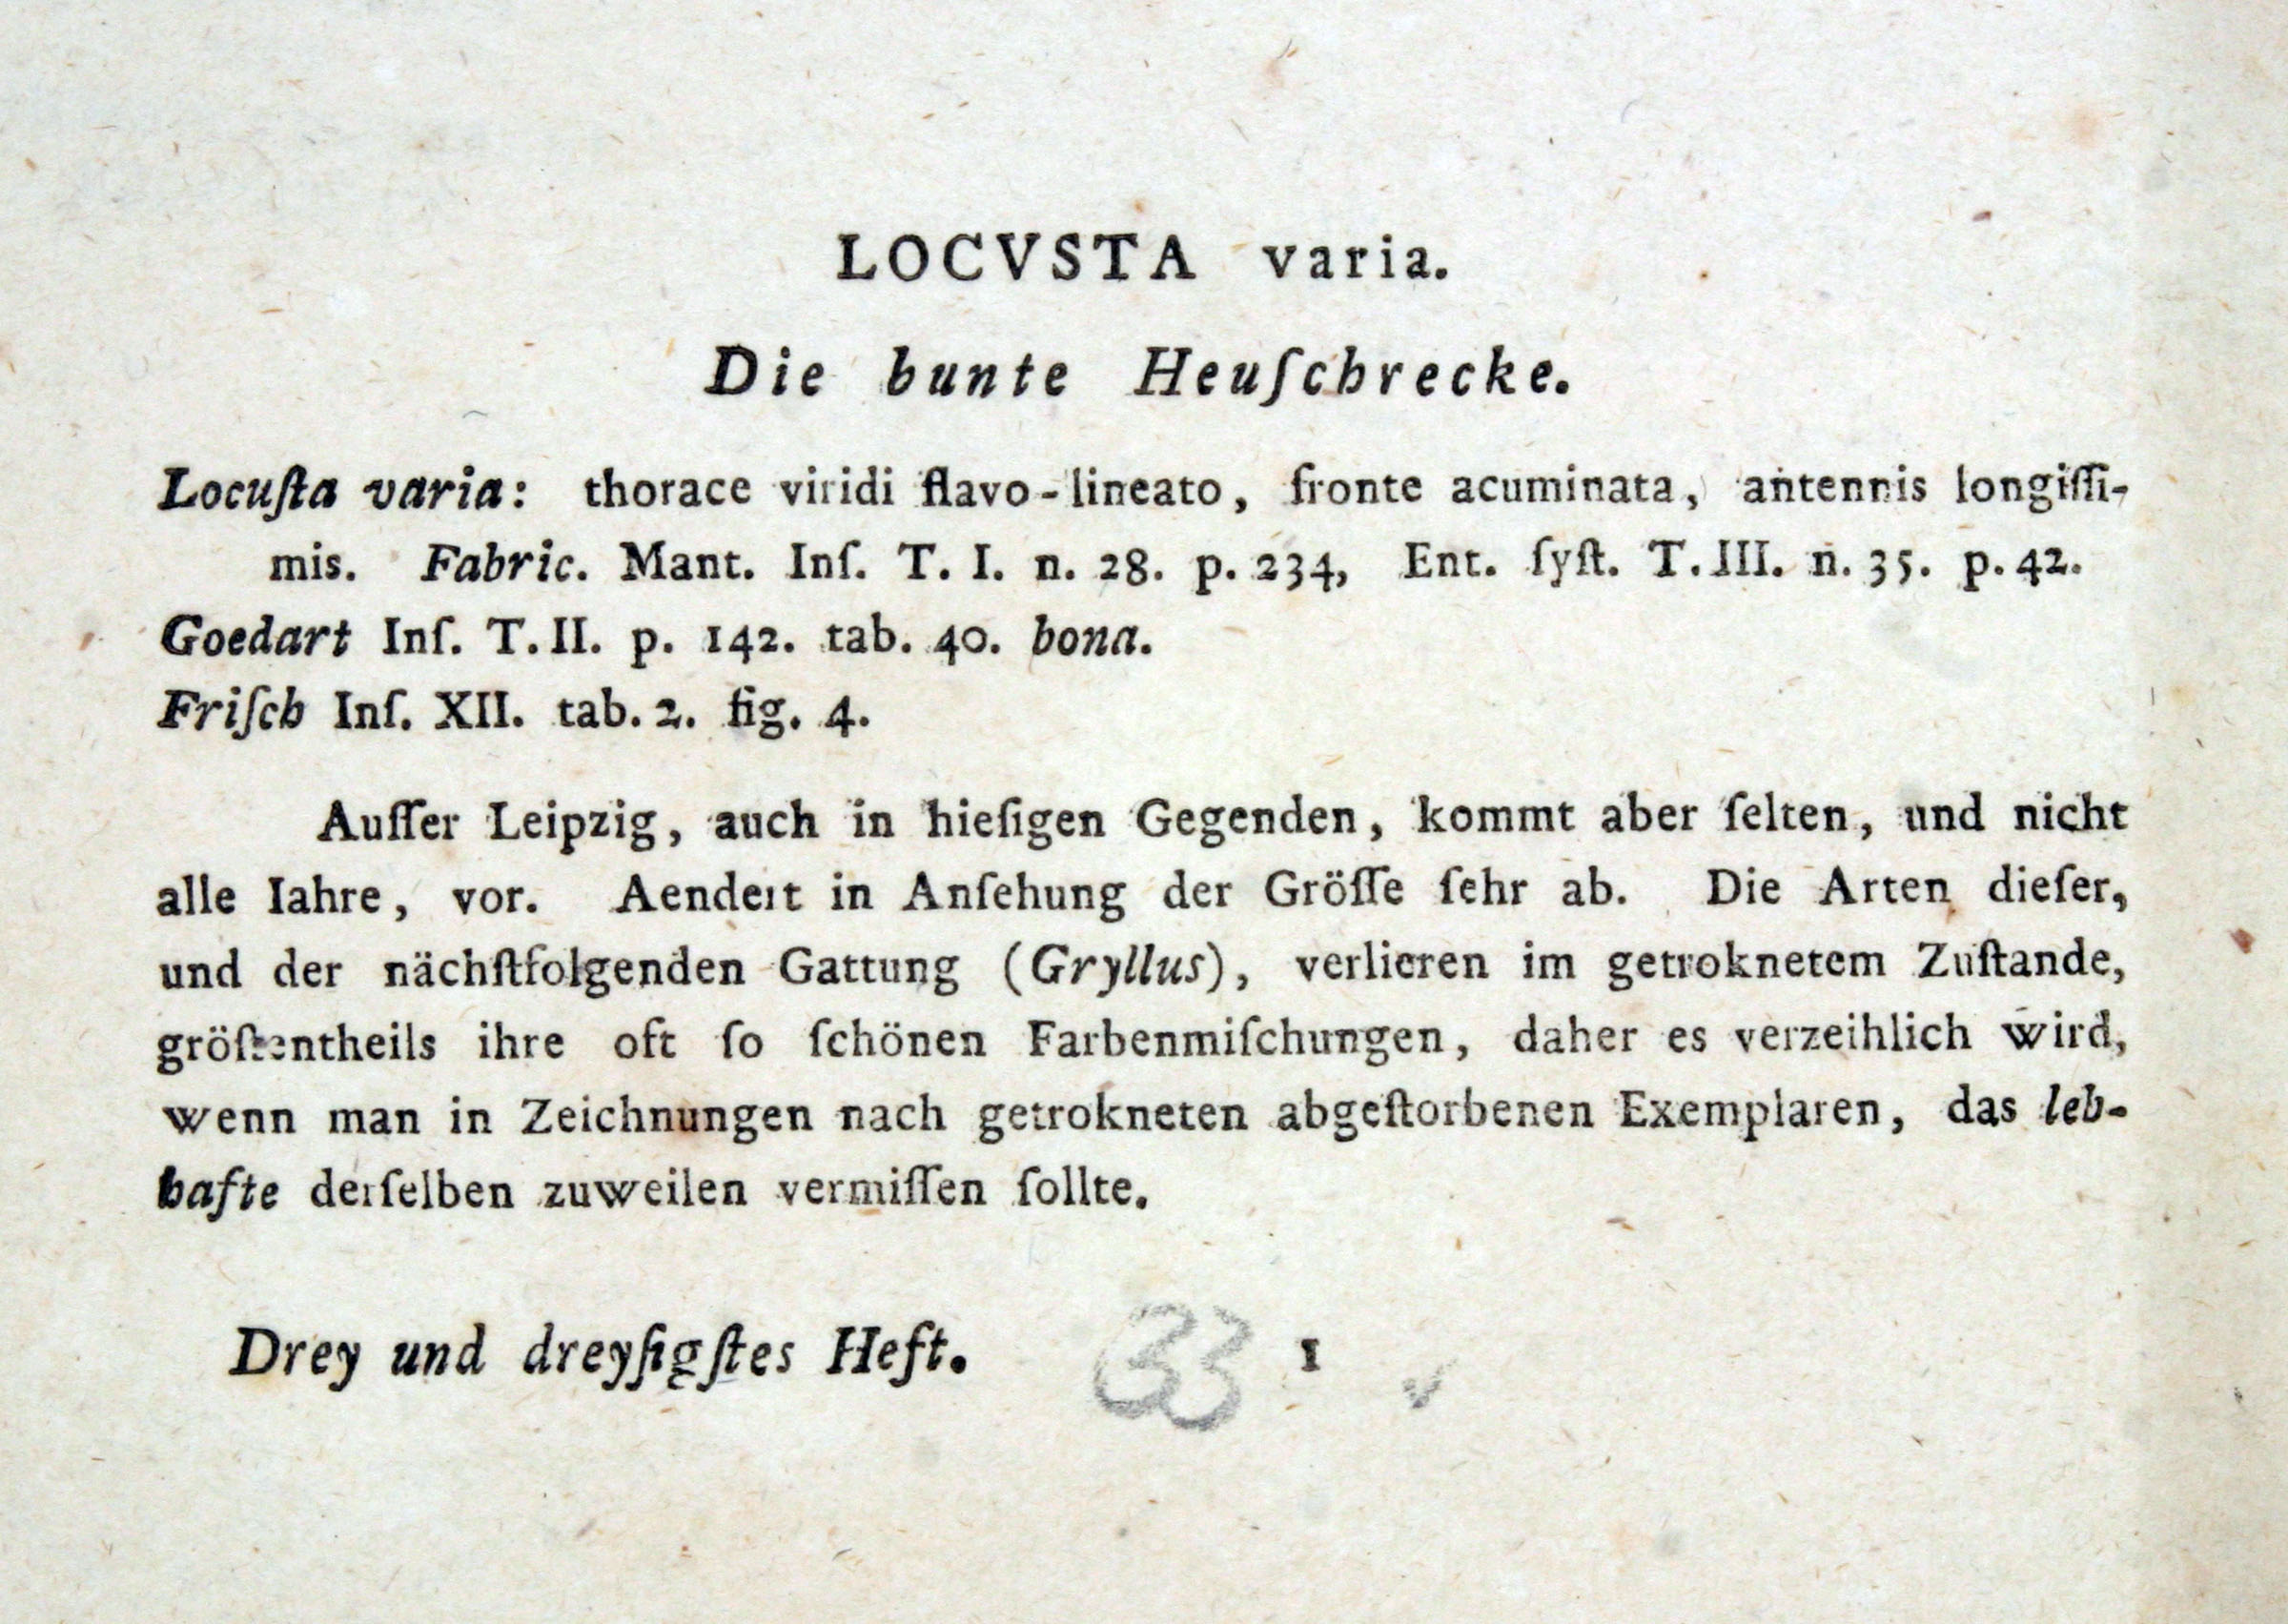 LOCVSTA varia.
Die bunte Heuſchrecke.
Locuſta varia: thorace viridi flavo-lineato, fronte acuminata, antennis longiſſi-
mis. Fabric. Mant. Inſ. T. I. n. 28. p. 234, Ent. ſyſt. T. III. n. 35. p. 42.
Goedart Inſ. T. II. p. 142. tab. 40. bona.
Friſch Inſ. XII. tab. 2. fig. 4.
Auſſer Leipzig, auch in hieſigen Gegenden, kommt aber ſelten, und nicht
alle Iahre, vor. Aendert in Anſehung der Gröſſe ſehr ab. Die Arten dieſer,
und der nächſtfolgenden Gattung (Gryllus), verlieren im getroknetem Zuſtande,
gröſtentheils ihre oft ſo ſchönen Farbenmiſchungen, daher es verzeihlich wird,
wenn man in Zeichnungen nach getrokneten abgeſtorbenen Exemplaren, das leb-
hafte derſelben zuweilen vermiſſen ſollte.
Drey und dreyſigſtes Heft. 33 1